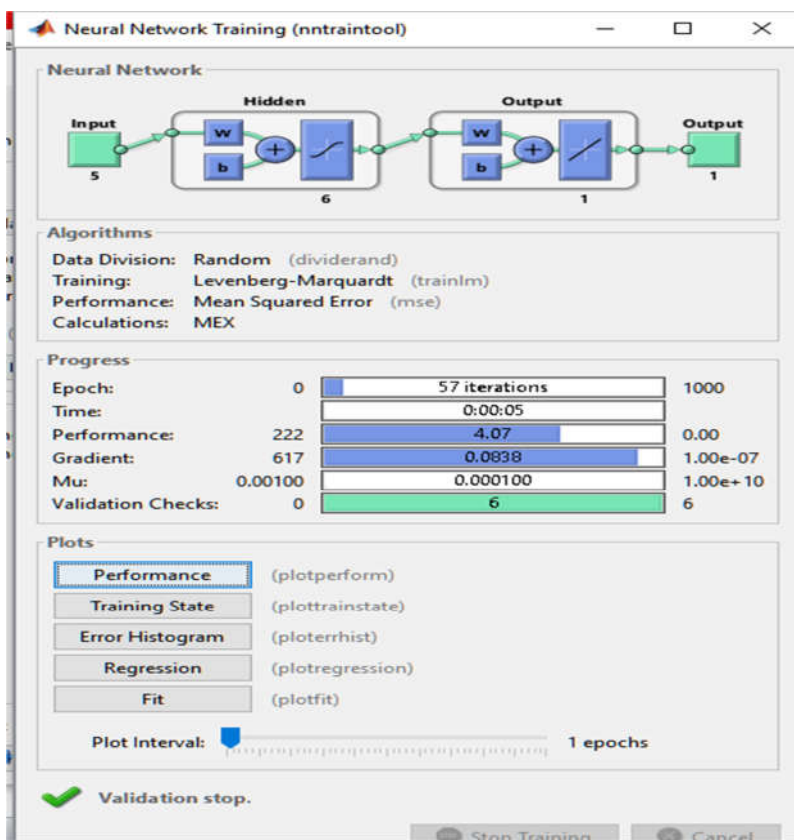 Neural Network Training (nntraintool)
Neural Network
Hidden Output
Input Output
W W
b b
5 6 1 1
Algorithms
Data Division: Random (dividerand)
Training: Levenberg-Marquardt (trainlm)
Performance: Mean Squared Error (mse)
Calculations: MEX
Progress
Epoch: 0 57 iterations 1000
Time: 0:00:05
Performance: 222 4.07 0.00
Gradient: 617 0.0838 1.00e-07
Mu: 0.00100 0.000100 1.00e+10
Validation Checks: 0 6 6
Plots
Performance (plotperform)
Training State (plottrainstate)
Error Histogram (ploterrhist)
Regression (plotregression)
Fit (plotfit)
Plot Interval: 1 epochs
Validation stop.
Stop Training Cancel